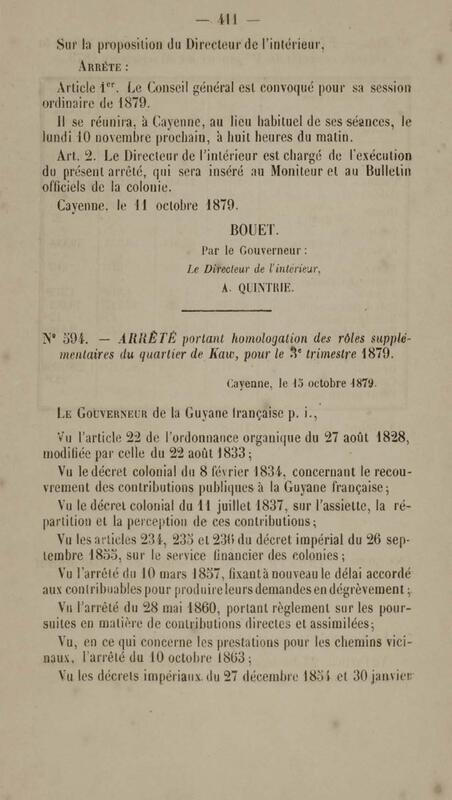 — 411 —
Sur la proposition du Directeur de l'intérieur,
ARRÊTE :
Article 1er. Le Conseil général est convoqué pour sa session
ordinaire de 1879.
Il se réunira, à Cayenne, au lieu habituel de ses séances, le
lundi 10 novembre prochain, à huit heures du matin.
Art. 2. Le Directeur de l'intérieur est chargé de l'exécution
du présent arrêté, qui sera inséré au Moniteur et au Bulletin
officiels de la colonie.
Cayenne, le 11 octobre 1879.
BOUET.
Par le Gouverneur :
Le Directeur de l'intérieur,
A. QUINTRIE.
N° 594. — ARRÊTÉ portant homologation des rôles supplé-
mentaires du quartier de Kaw, pour le 3e trimestre 1879.
Cayenne, le 15 octobre 1879.
LE GOUVERNEUR de la Guyane française p. i.,
Vu l'article 22 de l'ordonnance organique du 27 août 1828,
modifiée par celle du 22 août 1833 ;
Vu le décret colonial du 8 février 1834, concernant le recou-
vrement des contributions publiques à la Guyane française ;
Vu le décret colonial du 11 juillet 1837, sur l'assiette, la ré-
partition et la perception de ces contributions ;
Vu les articles 234, 235 et 236 du décret impérial du 26 sep-
tembre 1855, sur le service financier des colonies ;
Vu l'arrêté du 10 mars 1857, fixant à nouveau le délai accordé
aux contribuables pour produire leurs demandes en dégrèvement ;
Vu l'arrêté du 28 mai 1860, portant règlement sur les pour-
suites en matière de contributions directes et assimilées ;
Vu, en ce qui concerne les prestations pour les chemins vici-
naux, l'arrêté du 10 octobre 1863 ;
Vu les décrets impériaux du 27 décembre 1854 et 30 janvier